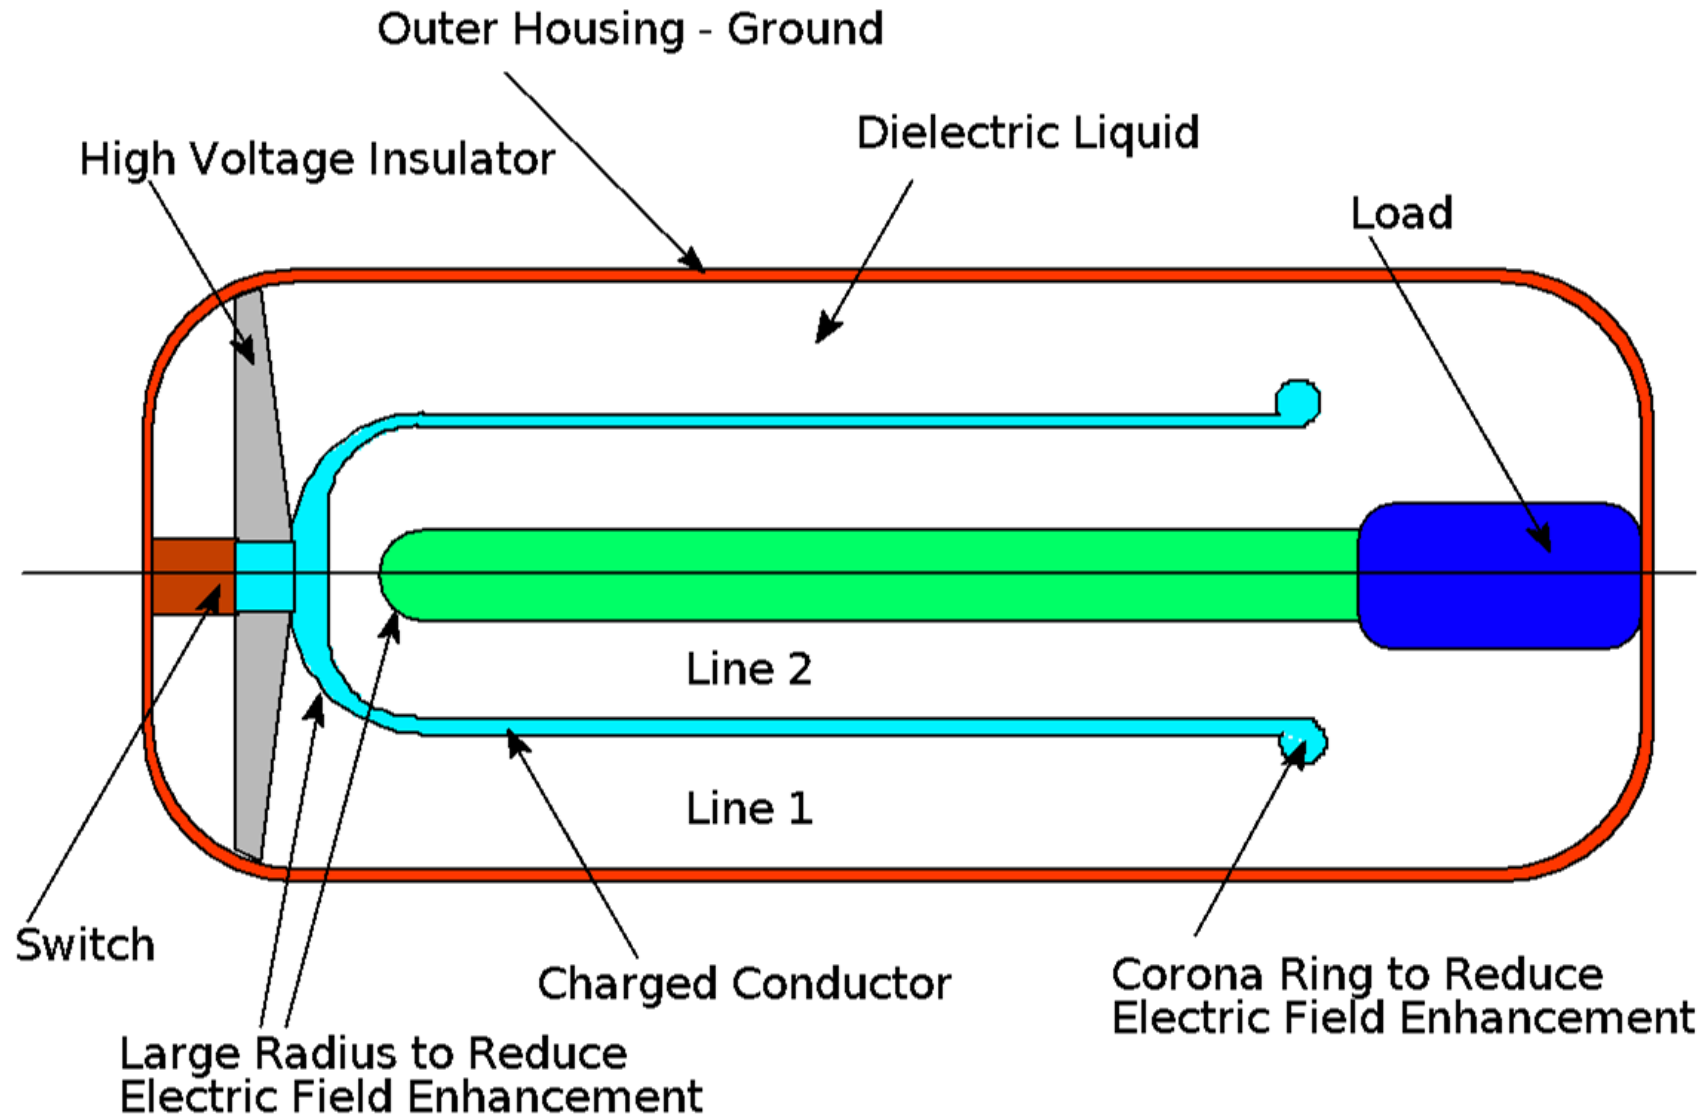 Outer Housing - Ground
Dielectric Liquid
High Voltage Insulator
Load
Line 2
Line 1
Switch
Charged Conductor
Corona Ring to Reduce
Electric Field Enhancement
Large Radius to Reduce
Electric Field Enhancement